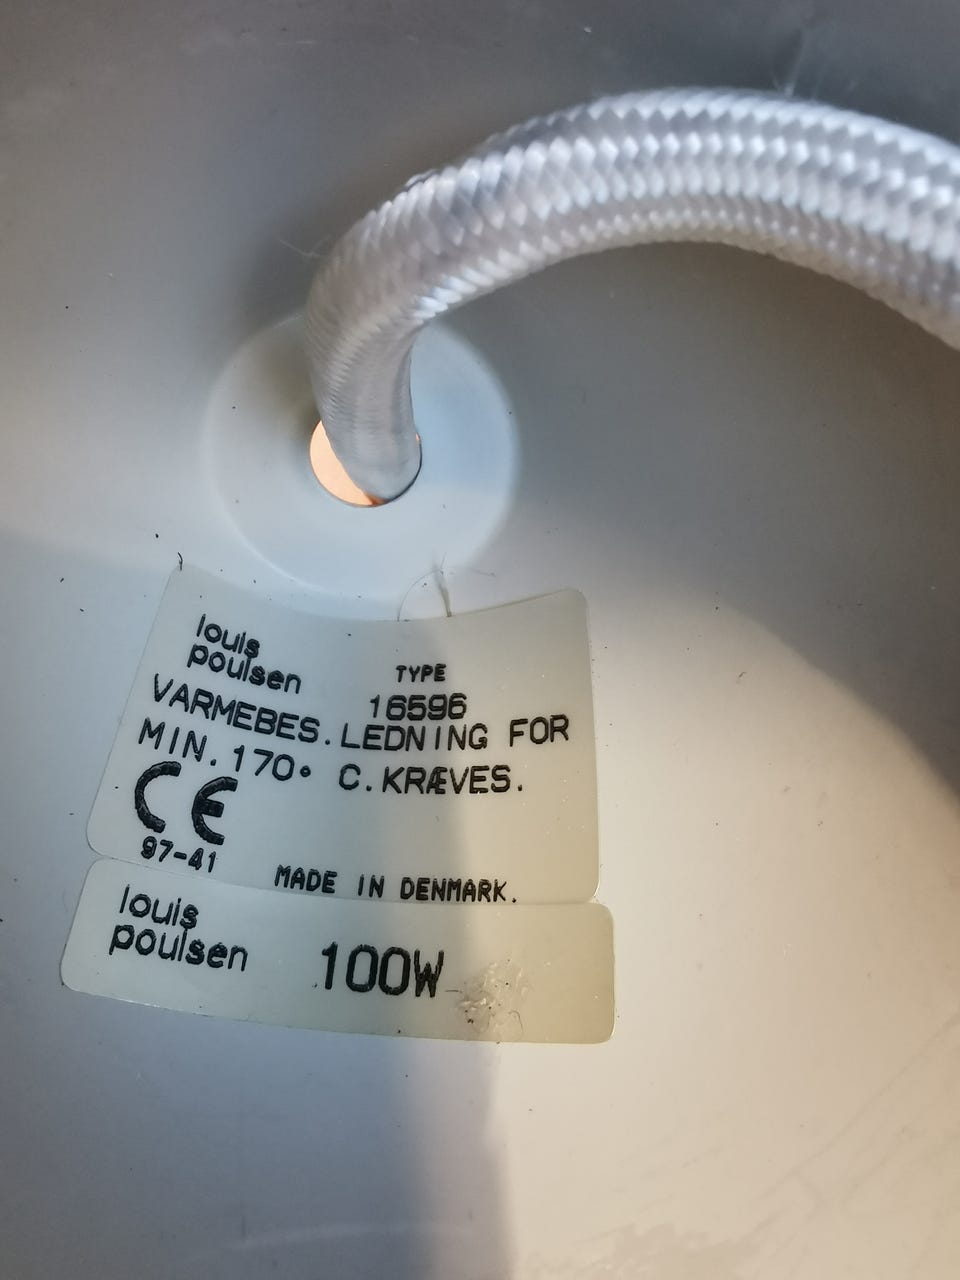 louis
poulsen
TYPE
16596
VARMEBES.LEDNING FOR
MIN.170° C.KRÆVES.
CE
97-41
MADE IN DENMARK.
louis
poulsen
100W